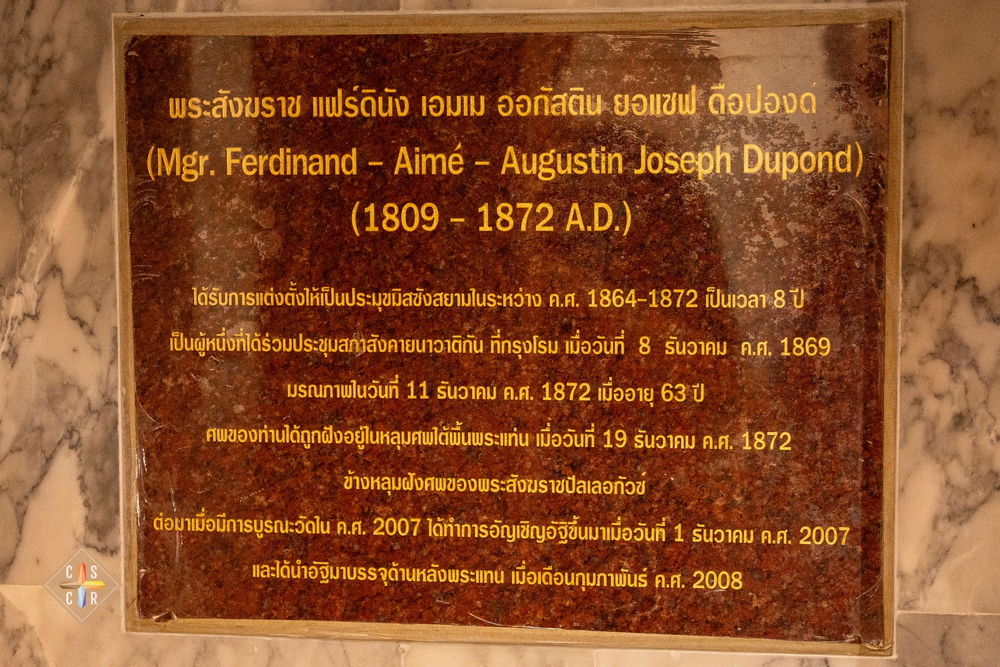 พระสังฆราช แฟร์ดินัง เอมเม ออกัสติน ยอแซฟ ดือปองด์
(Mgr. Ferdinand – Aimé – Augustin Joseph Dupond)
(1809 – 1872 A.D.)
ได้รับการแต่งตั้งให้เป็นประมุขมิสซังสยามในระหว่าง ค.ศ. 1864-1872 เป็นเวลา 8 ปี
เป็นผู้หนึ่งที่ได้ร่วมประชุมสภาสังคายนาวาติกัน ที่กรุงโรม เมื่อวันที่ 8 ธันวาคม ค.ศ. 1869
มรณภาพในวันที่ 11 ธันวาคม ค.ศ. 1872 เมื่ออายุ 63 ปี
ศพของท่านได้ถูกฝังอยู่ในหลุมศพใต้พื้นพระแท่น เมื่อวันที่ 19 ธันวาคม ค.ศ. 1872
ข้างหลุมฝังศพของพระสังฆราชปัลเลอทัวซ์
ต่อมาเมื่อมีการบูรณะวัดใน ค.ศ. 2007 ได้ทำการอัญเชิญอัฐิขึ้นมาเมื่อวันที่ 1 ธันวาคม ค.ศ. 2007
และได้นำอัฐิมาบรรจุด้านหลังพระแทน เมื่อเดือนกุมภาพันธ์ ค.ศ. 2008
C S
C R